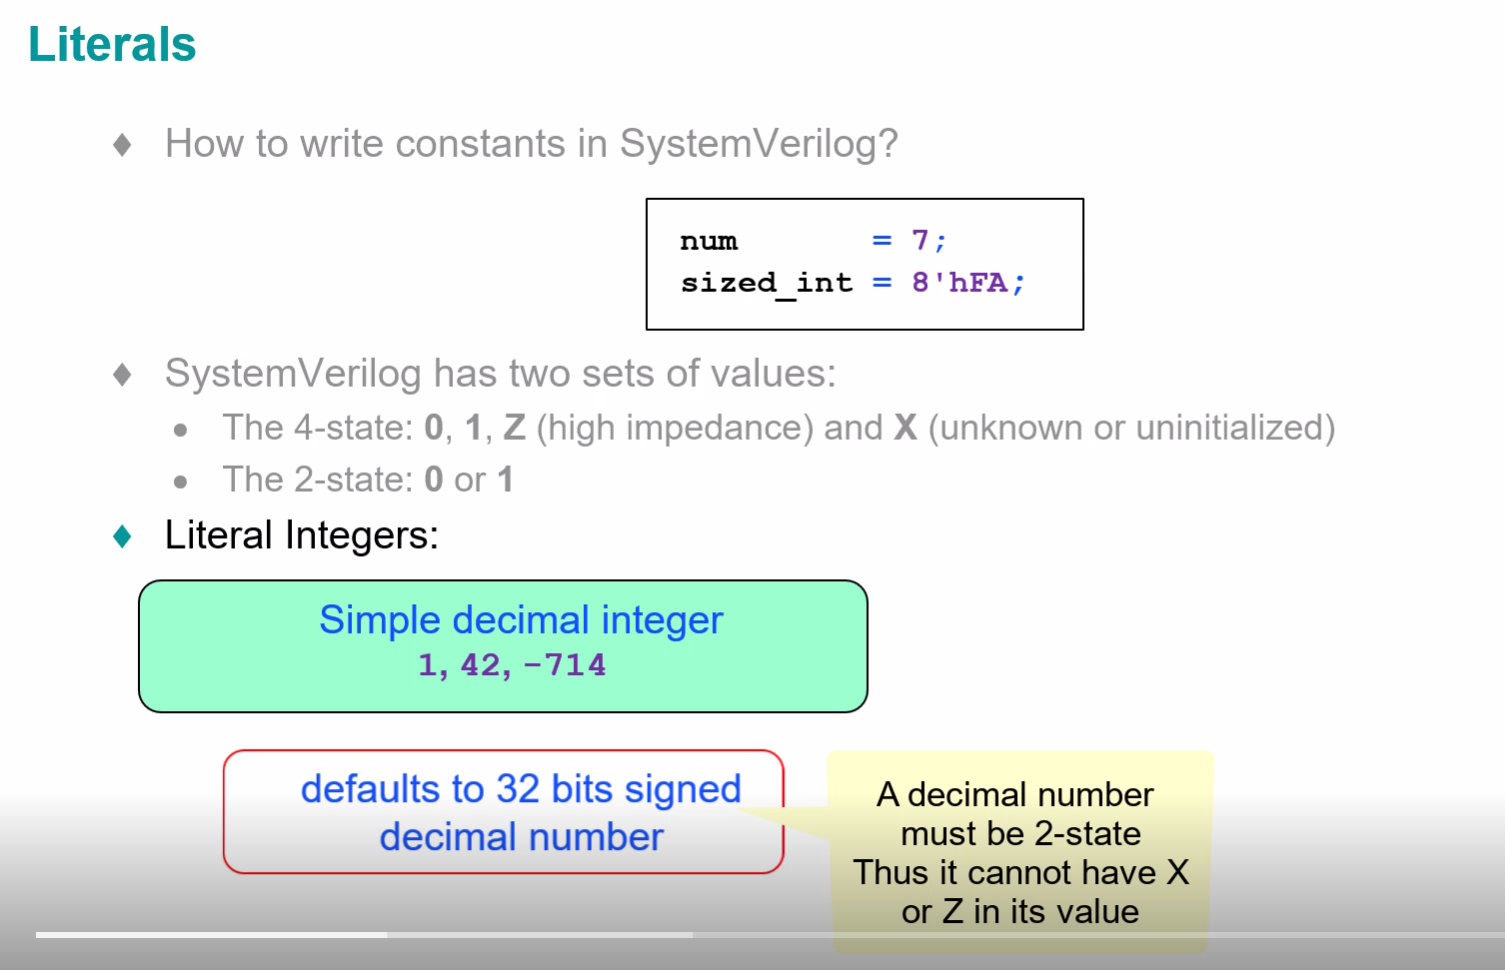 Literals
How to write constants in SystemVerilog?
num = 7;
sized_int = 8'hFA;
SystemVerilog has two sets of values:
The 4-state: 0, 1, Z (high impedance) and X (unknown or uninitialized)
The 2-state: 0 or 1
Literal Integers:
Simple decimal integer
1, 42, -714
defaults to 32 bits signed
decimal number
A decimal number
must be 2-state
Thus it cannot have X
or Z in its value